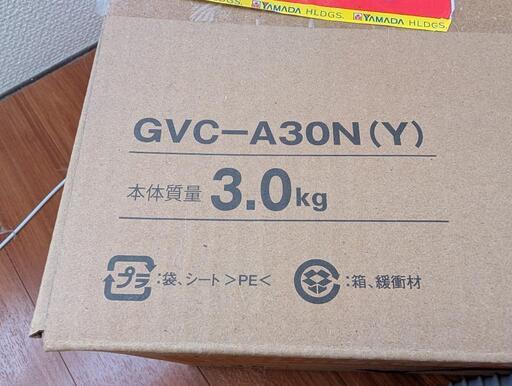 YAMADA HLDGS. YAMADA HLDGS.
GVC-A30N(Y)
本体質量 3.0kg
プラ :袋、シート>PE< :箱、緩衝材